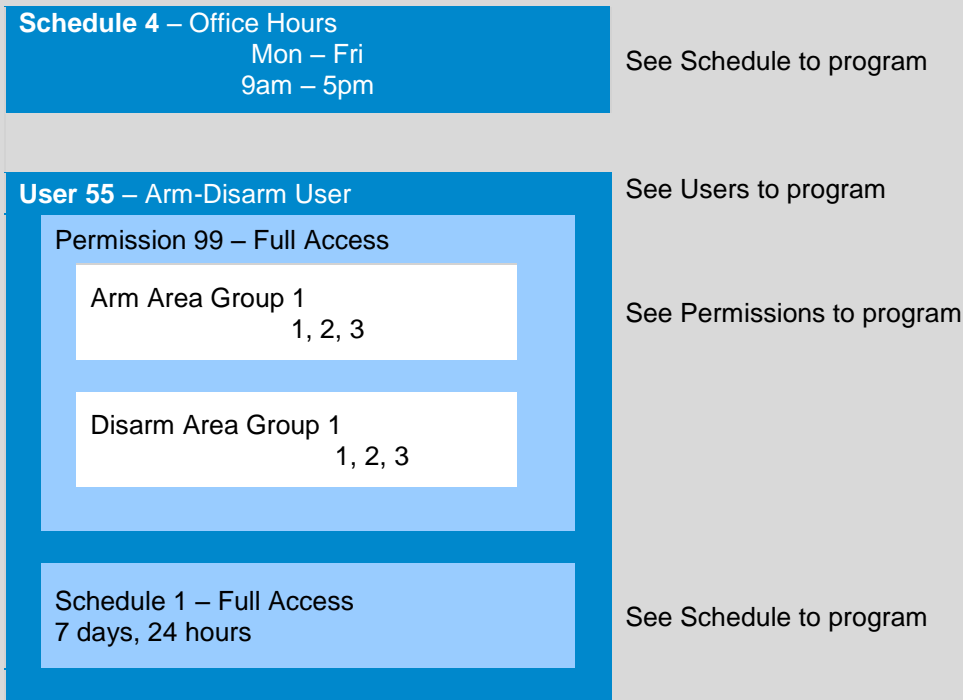 Schedule 4 – Office Hours
Mon – Fri
9am – 5pm
See Schedule to program
User 55 – Arm-Disarm User
See Users to program
Permission 99 – Full Access
Arm Area Group 1
1, 2, 3
See Permissions to program
Disarm Area Group 1
1, 2, 3
Schedule 1 – Full Access
7 days, 24 hours
See Schedule to program